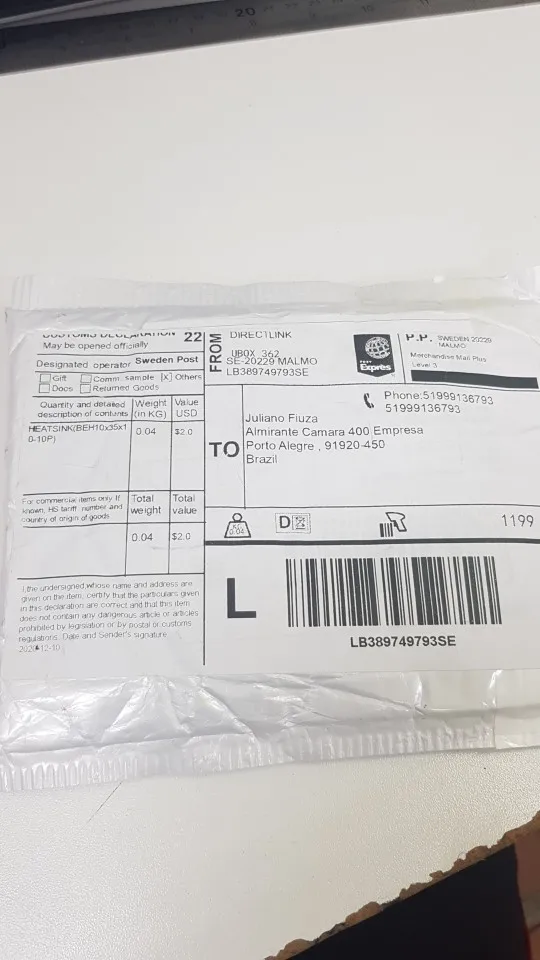 20
CUSTOMS DECLARATION 22
May be opened officially
Designated operator Sweden Post
Gift Comm. sample [X] Others
Docs Returned Goods
Quantity and detailed description of contents
Weight (in KG)
Value USD
HEATSINK(BEH10x35x1
0-10P)
0.04
$2.0
For commercial items only If
known, HS tariff number and
country of origin of goods
Total weight
Total value
0.04
$2.0
I,the undersigned,whose name and address are
given on the item, certify that the particulars given
in this declaration are correct and that this item
does not contain any dangerous article or articles
prohibited by legislation or by postal or customs
regulations. Date and Sender's signature
FROM
DIRECTLINK
UBOX 362
SE-20229 MALMO
LB389749793SE
Expres
P.P. SWEDEN 20229
MALMO
Merchandise Mail Plus
Level 3
Phone:51999136793
51999136793
TO
Juliano Fiuza
Almirante Camara 400 Empresa
Porto Alegre , 91920-450
Brazil
0.04
D
1199
L
LB389749793SE